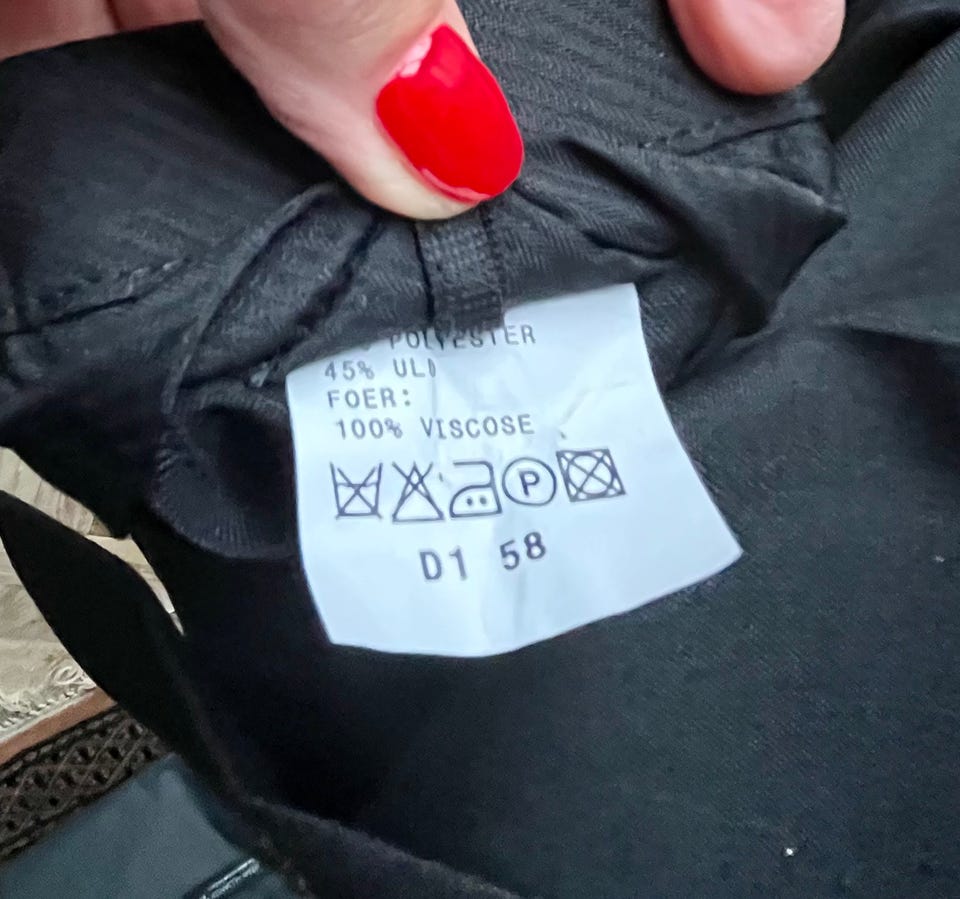 POLYESTER
45% ULD
FOER:
100% VISCOSE
P
D1 58